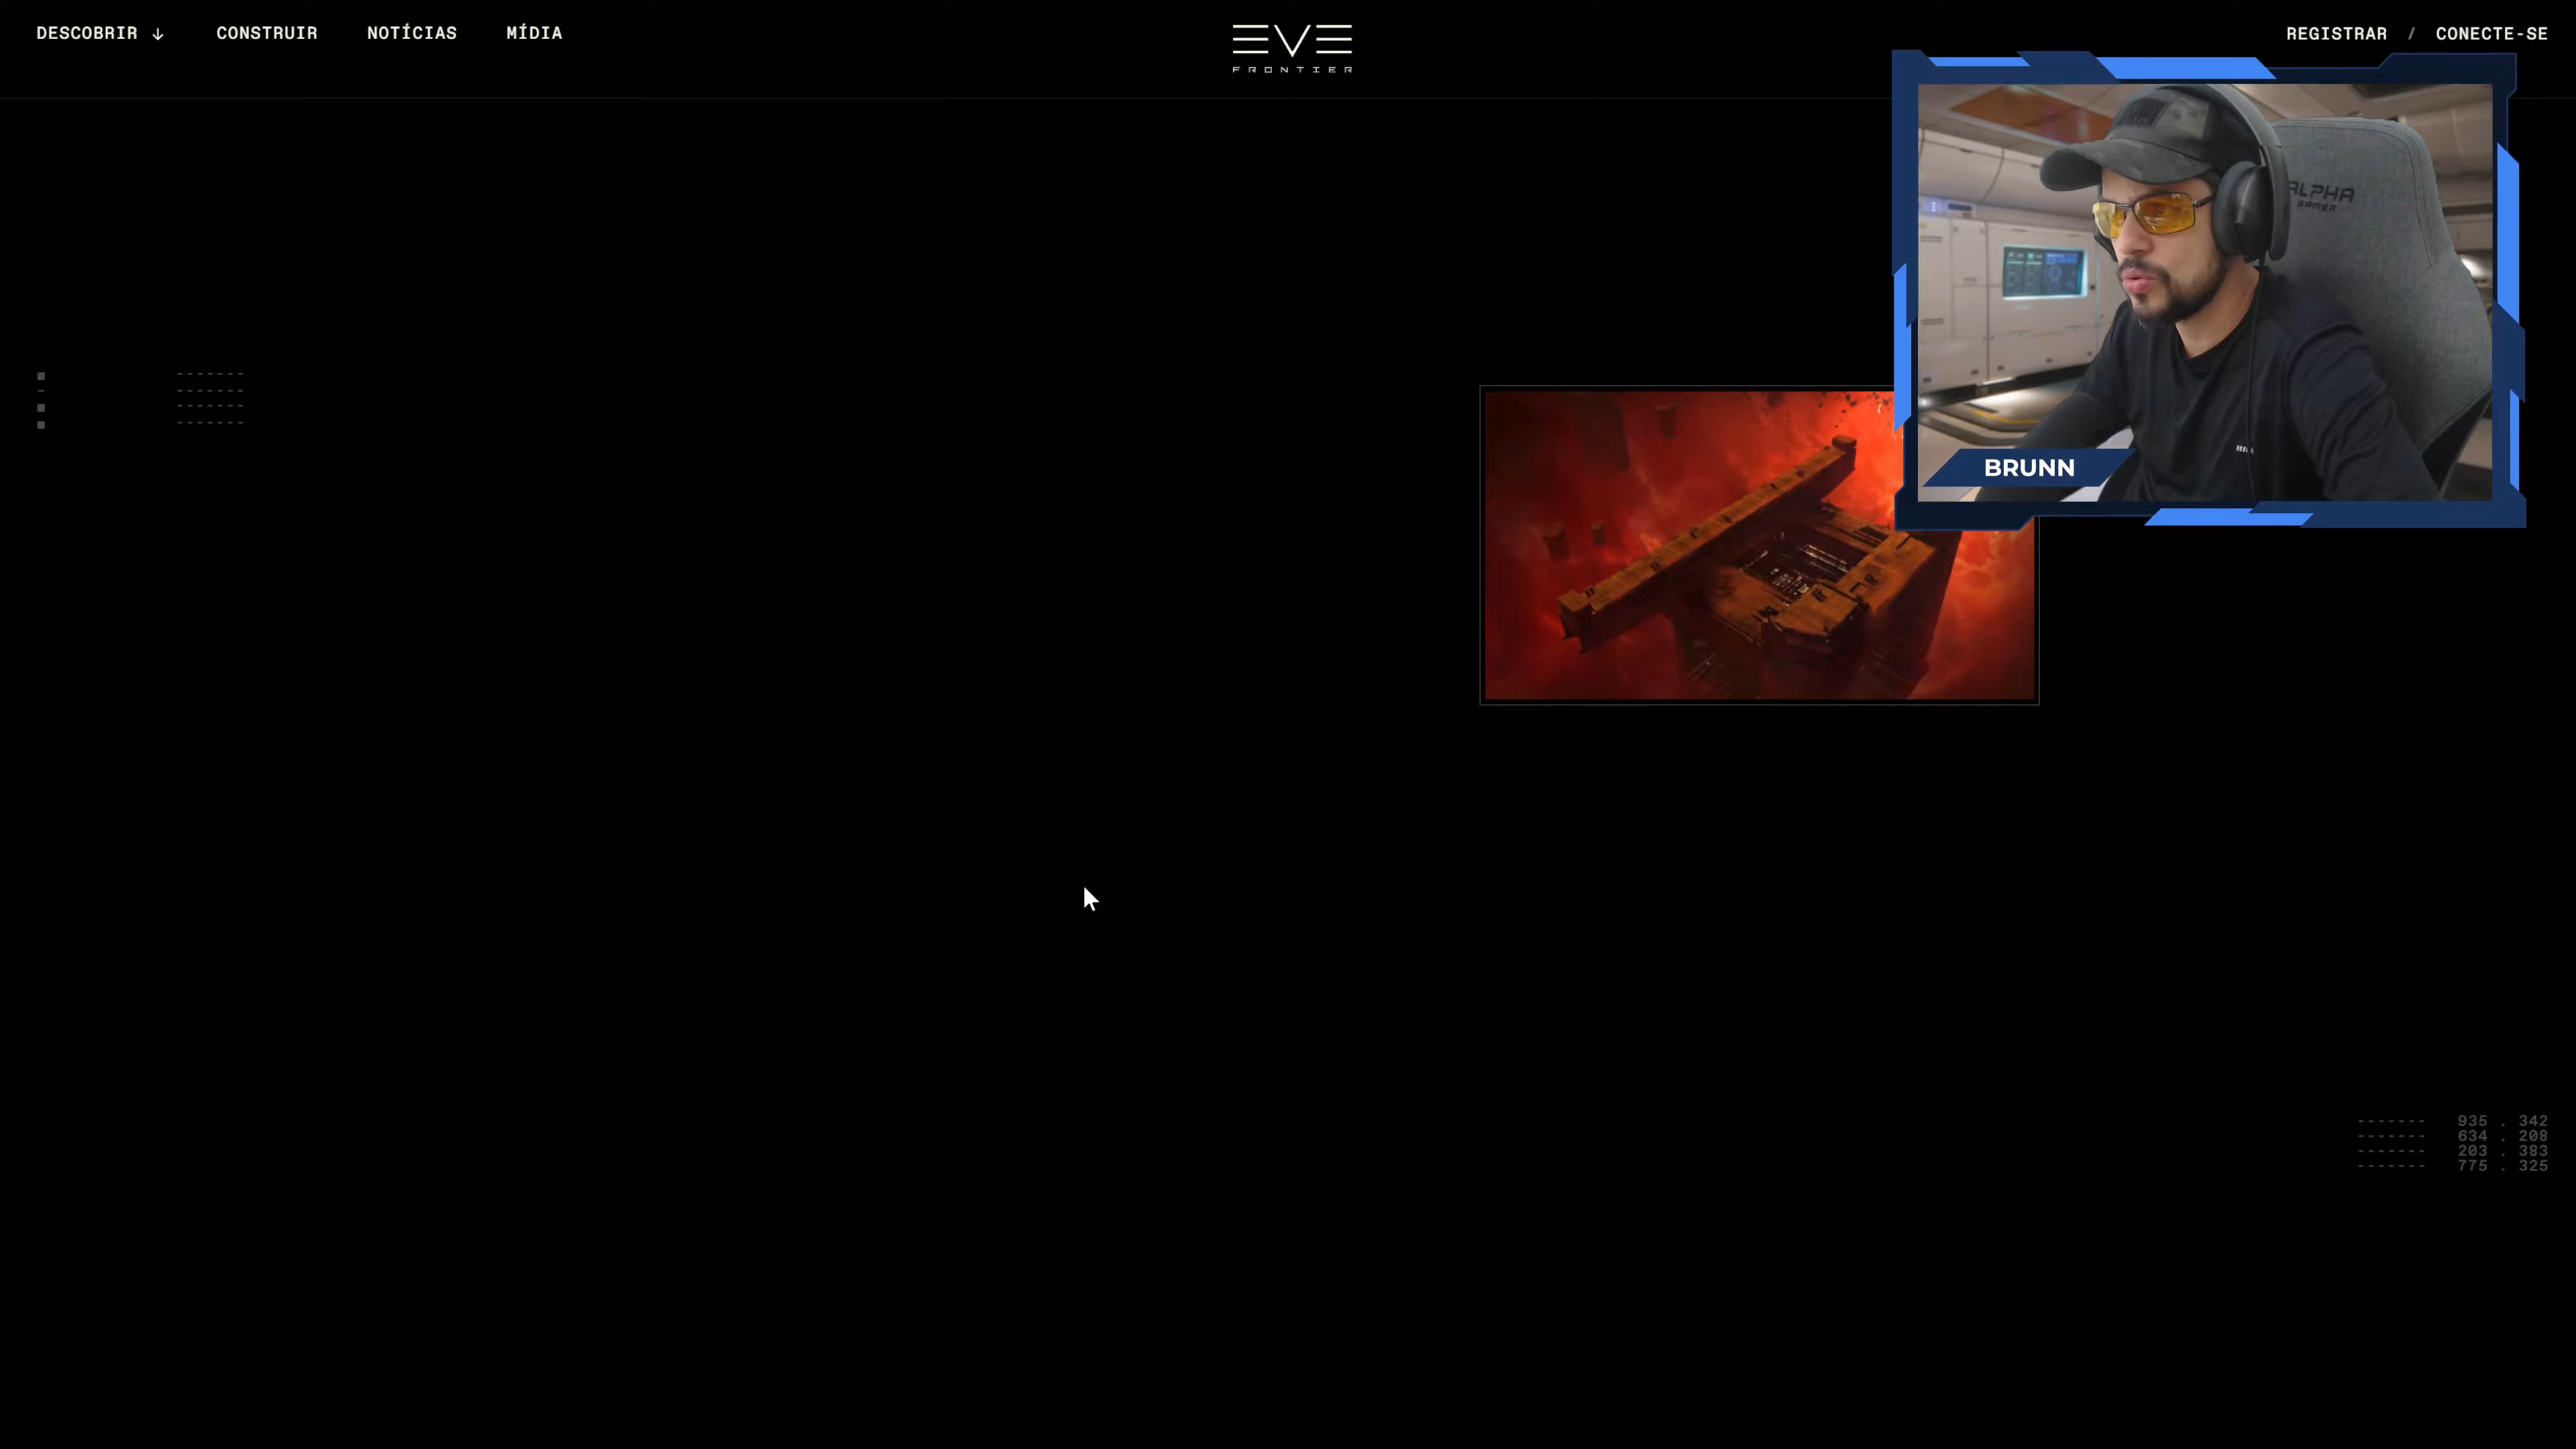 DESCOBRIR ↓ CONSTRUIR NOTÍCIAS MÍDIA
EVE
FRONTIER
REGISTRAR / CONECTE-SE
ALPHA
GAMER
BRUNN
------- 935 . 342
------- 634 . 208
------- 203 . 383
------- 775 . 325